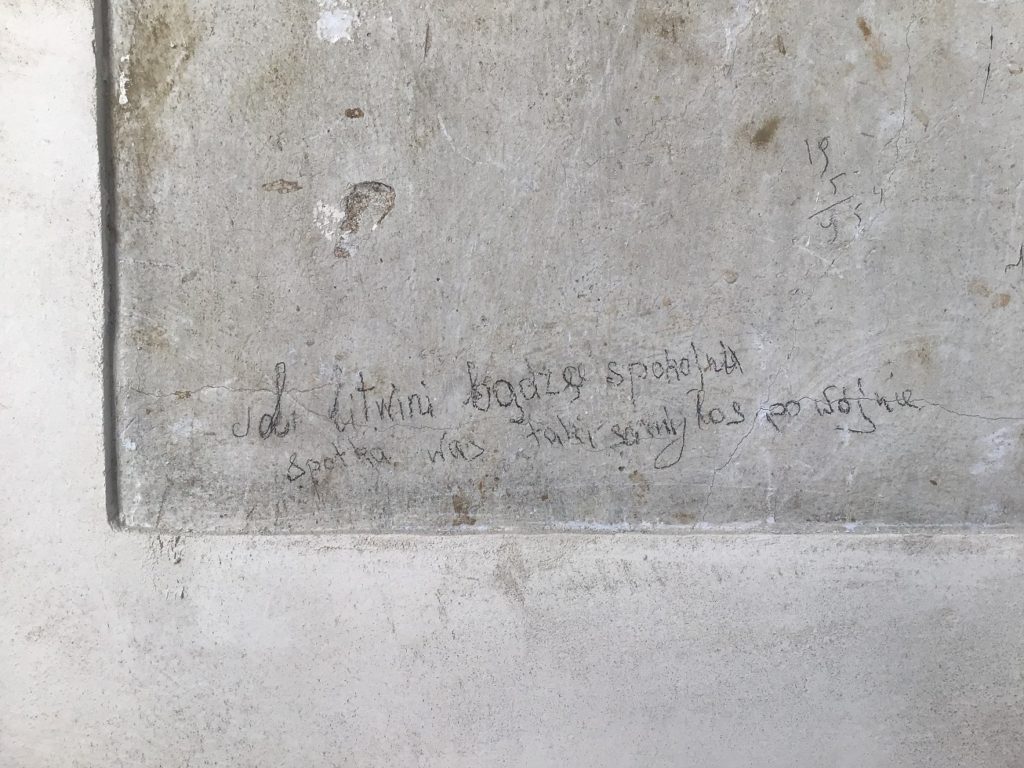 19
5
litwini spokojni
spotka was taki samy los po wojnie